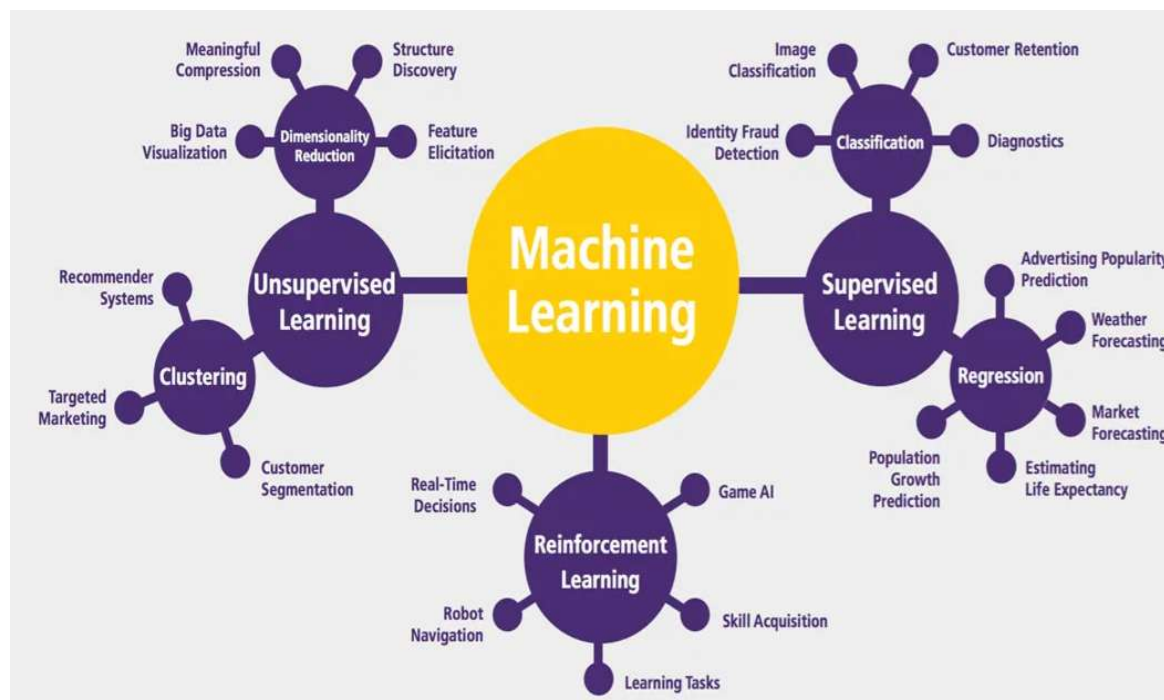 Machine
Learning
Unsupervised
Learning
Dimensionality
Reduction
Meaningful
Compression
Structure
Discovery
Big Data
Visualization
Feature
Elicitation
Clustering
Recommender
Systems
Targeted
Marketing
Customer
Segmentation
Supervised
Learning
Classification
Image
Classification
Customer Retention
Identity Fraud
Detection
Diagnostics
Regression
Advertising Popularity
Prediction
Weather
Forecasting
Market
Forecasting
Population
Growth
Prediction
Estimating
Life Expectancy
Reinforcement
Learning
Real-Time
Decisions
Game AI
Robot
Navigation
Skill Acquisition
Learning Tasks